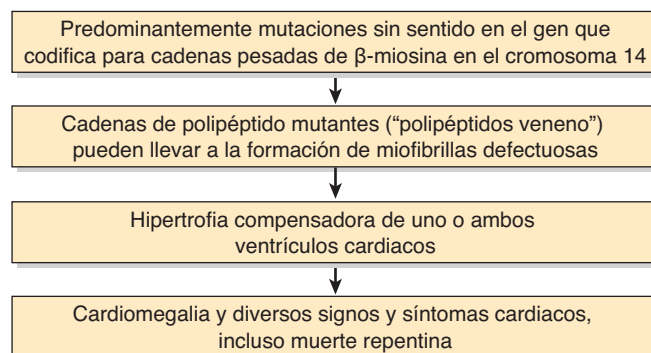 Predominantemente mutaciones sin sentido en el gen que
codifica para cadenas pesadas de β-miosina en el cromosoma 14
Cadenas de polipéptido mutantes (“polipéptidos veneno”)
pueden llevar a la formación de miofibrillas defectuosas
Hipertrofia compensadora de uno o ambos
ventrículos cardiacos
Cardiomegalia y diversos signos y síntomas cardiacos,
incluso muerte repentina